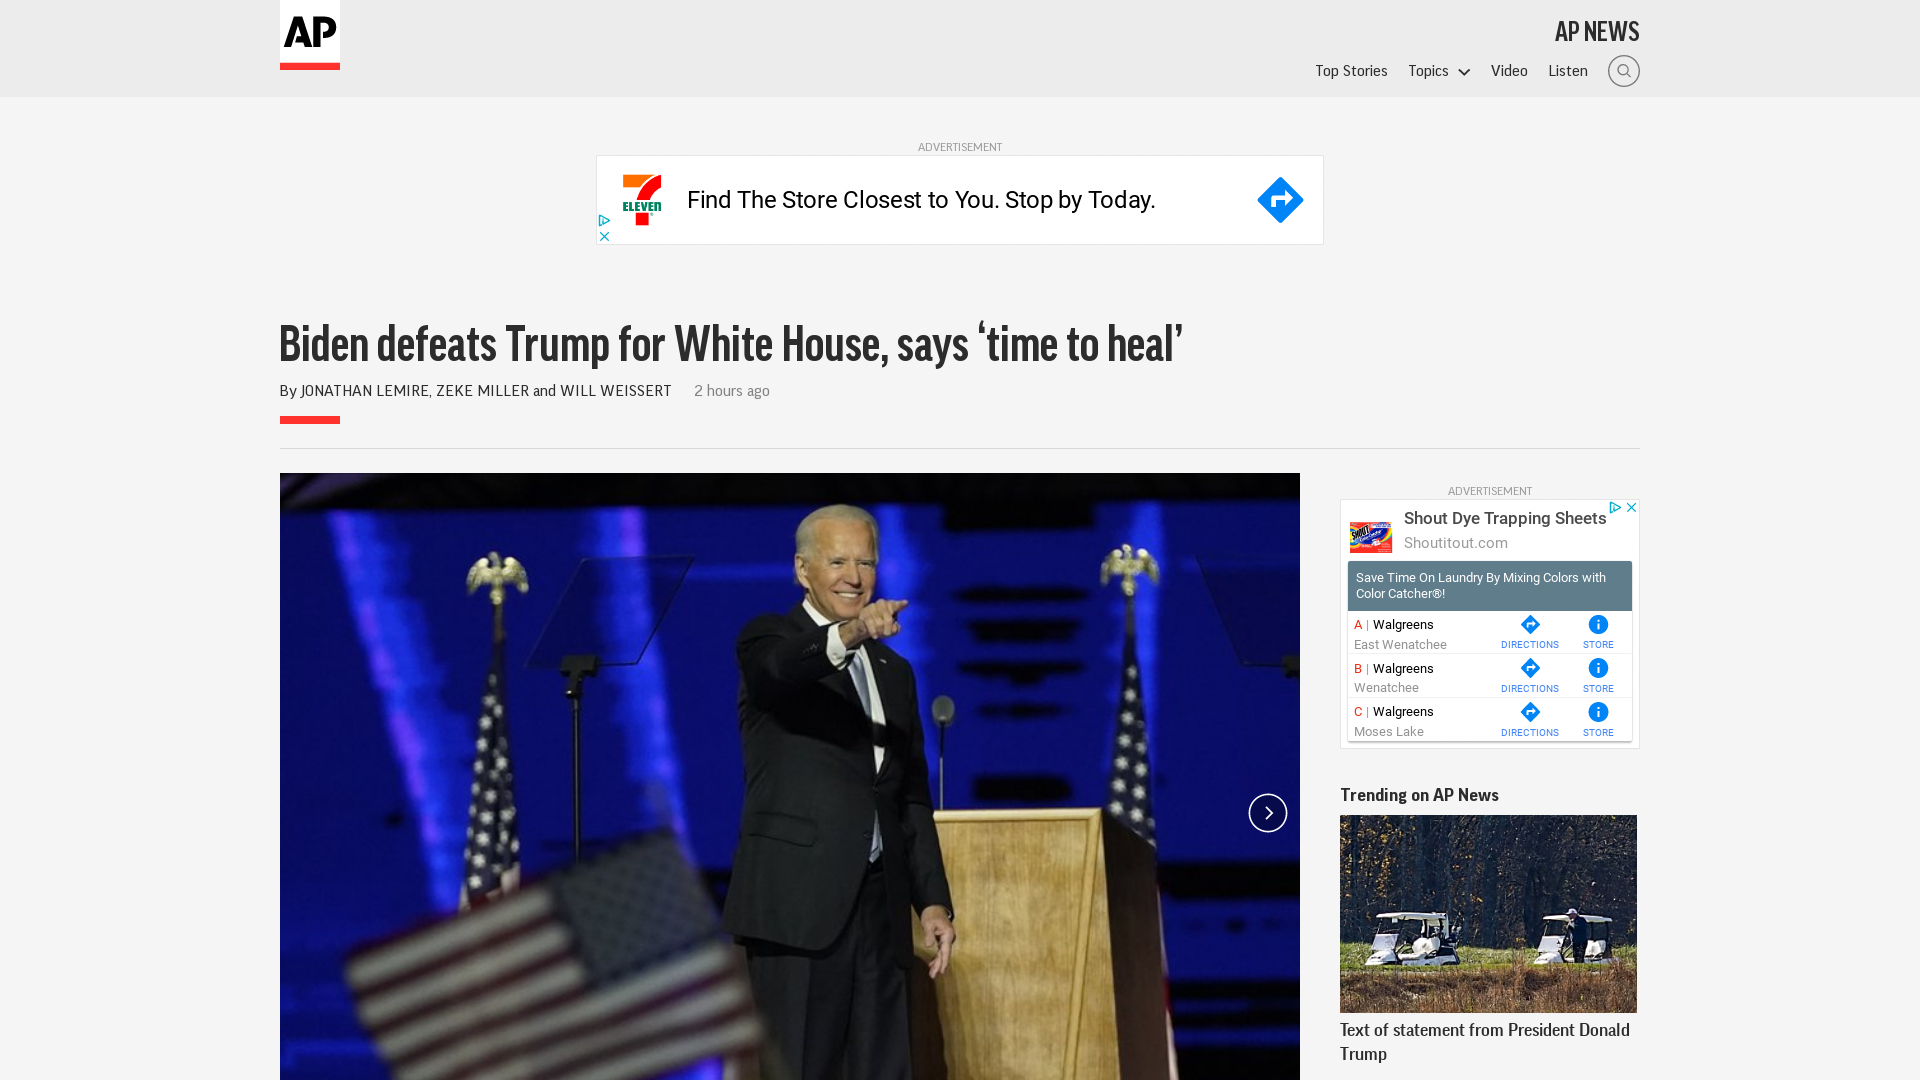 AP
AP NEWS
Top Stories
Topics
Video
Listen
ADVERTISEMENT
7
ELEVEN
Find The Store Closest to You. Stop by Today.
Biden defeats Trump for White House, says ‘time to heal’
By JONATHAN LEMIRE, ZEKE MILLER and WILL WEISSERT 2 hours ago
ADVERTISEMENT
SHOUT
Shout Dye Trapping Sheets
Shoutitout.com
Save Time On Laundry By Mixing Colors with
Color Catcher®!
A | Walgreens
East Wenatchee
DIRECTIONS
STORE
B | Walgreens
Wenatchee
DIRECTIONS
STORE
C | Walgreens
Moses Lake
DIRECTIONS
STORE
Trending on AP News
Text of statement from President Donald
Trump